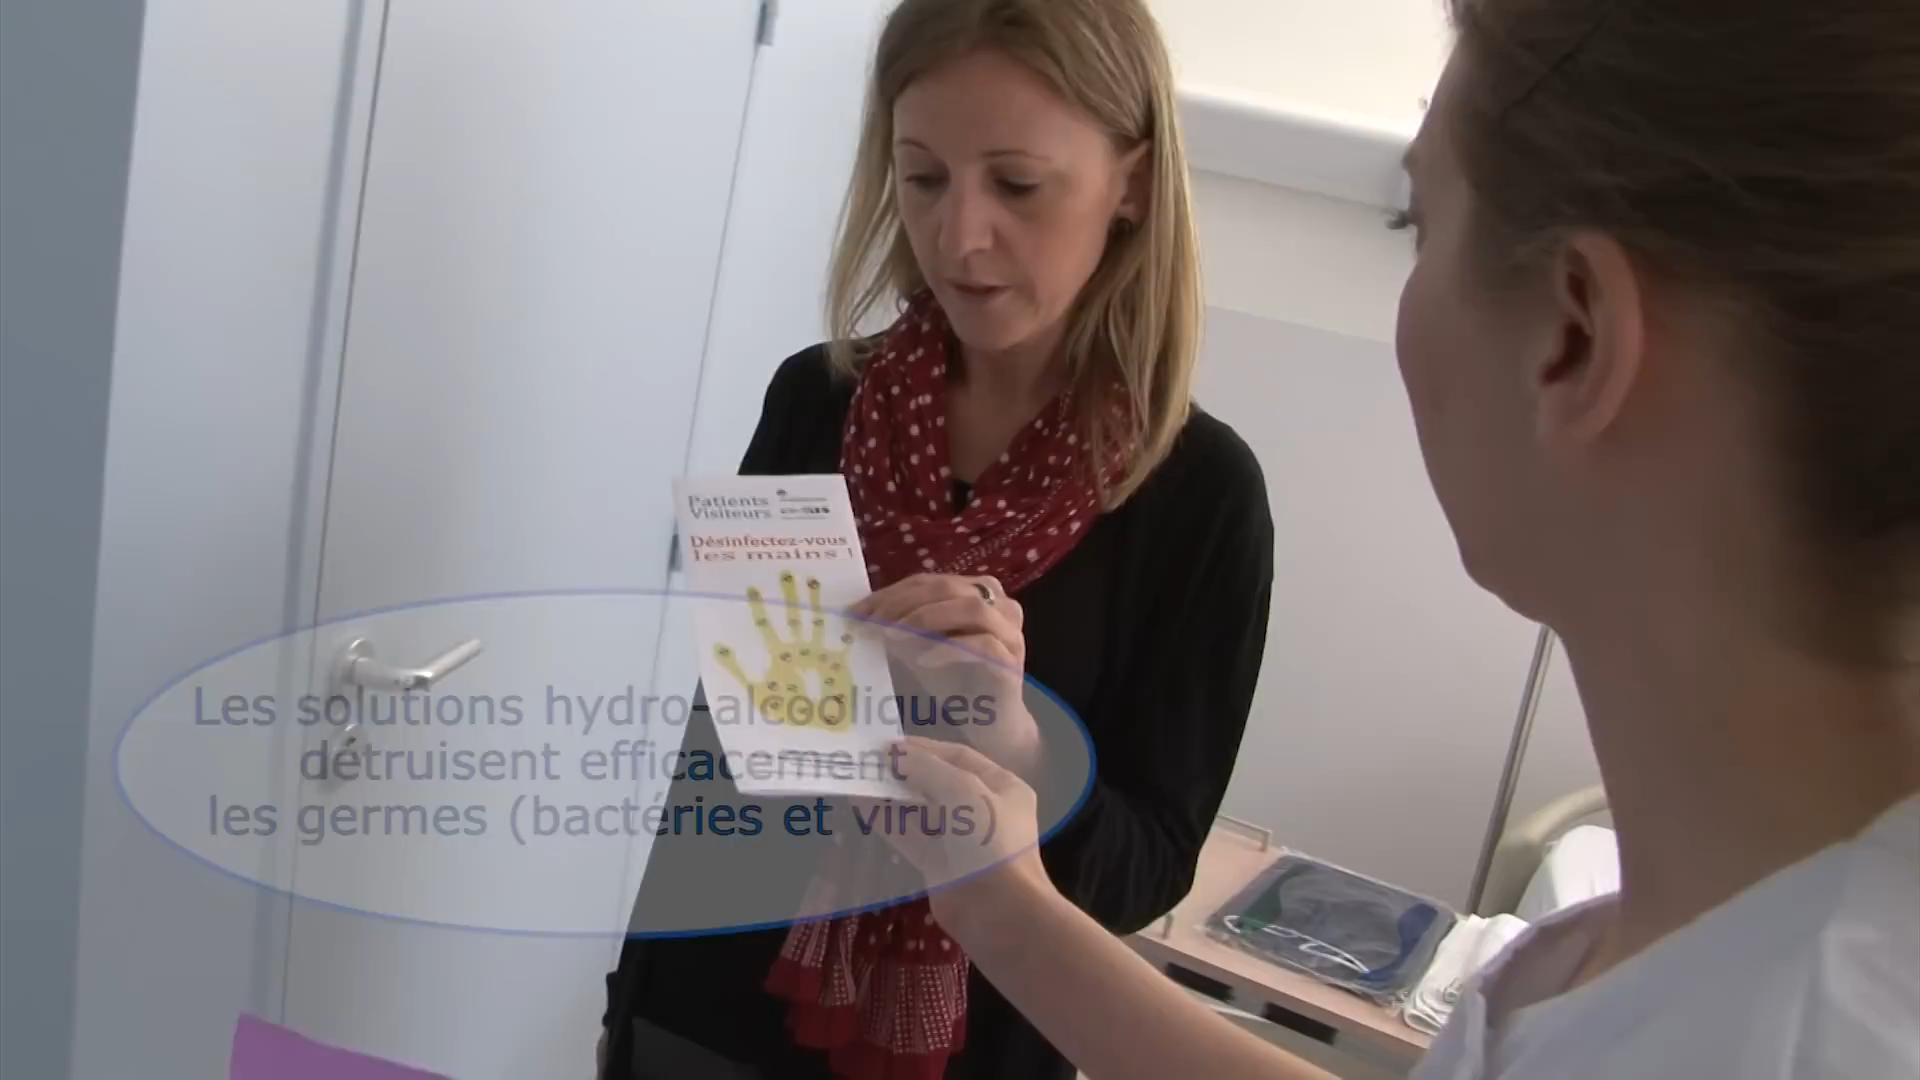 Patients
Visiteurs
Désinfectez-vous
les mains !
Les solutions hydro-alcooliques
détruisent efficacement
les germes (bactéries et virus)